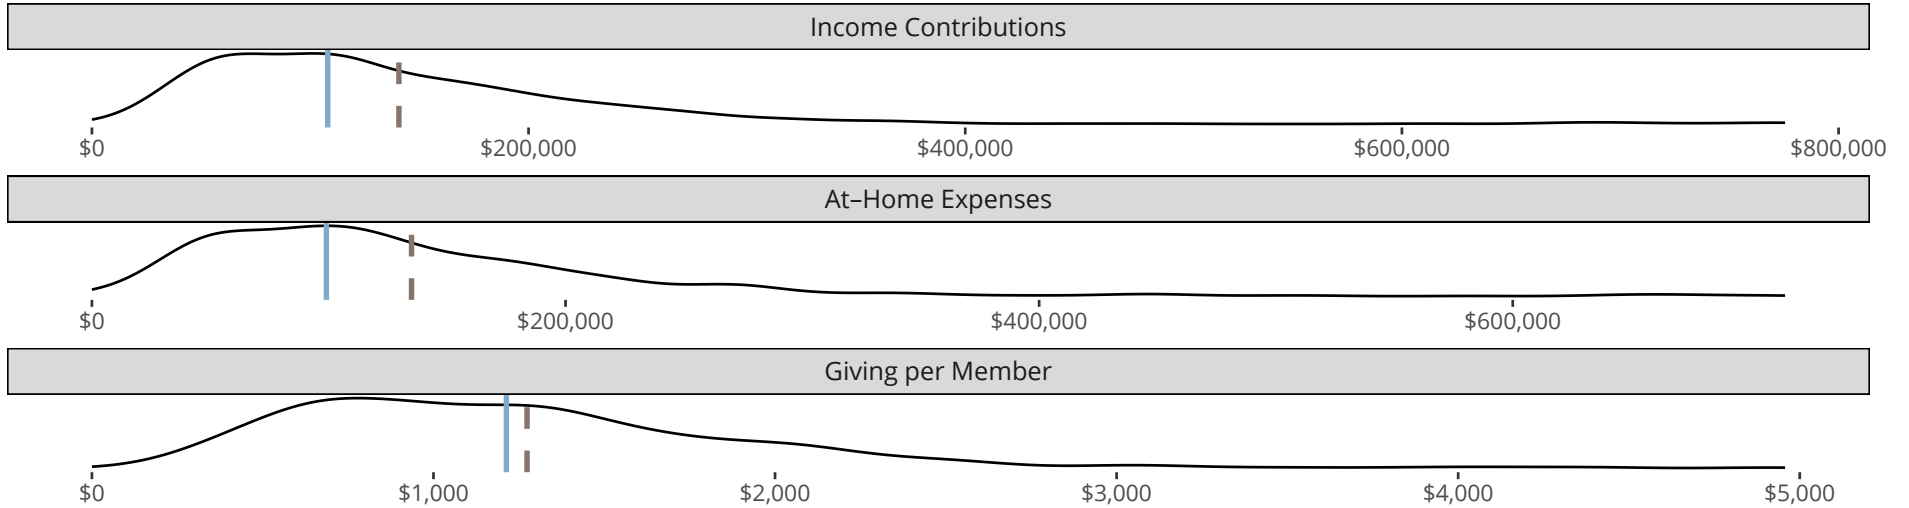 Income Contributions
$0 $200,000 $400,000 $600,000 $800,000
At–Home Expenses
$0 $200,000 $400,000 $600,000
Giving per Member
$0 $1,000 $2,000 $3,000 $4,000 $5,000